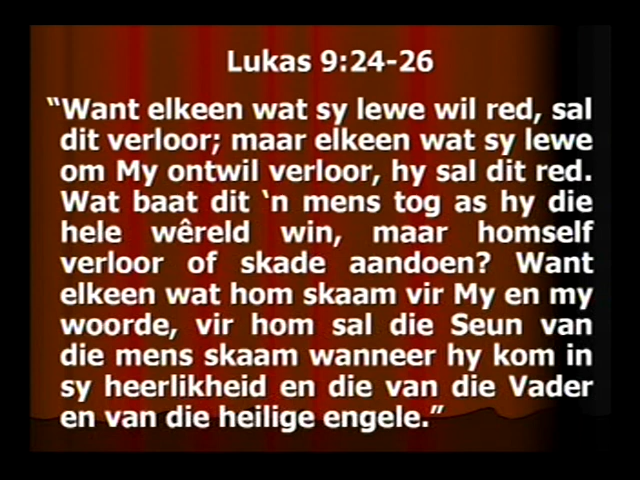 Lukas 9:24-26
“Want elkeen wat sy lewe wil red, sal
dit verloor; maar elkeen wat sy lewe
om My ontwil verloor, hy sal dit red.
Wat baat dit ‘n mens tog as hy die
hele wêreld win, maar homself
verloor of skade aandoen? Want
elkeen wat hom skaam vir My en my
woorde, vir hom sal die Seun van
die mens skaam wanneer hy kom in
sy heerlikheid en die van die Vader
en van die heilige engele.”